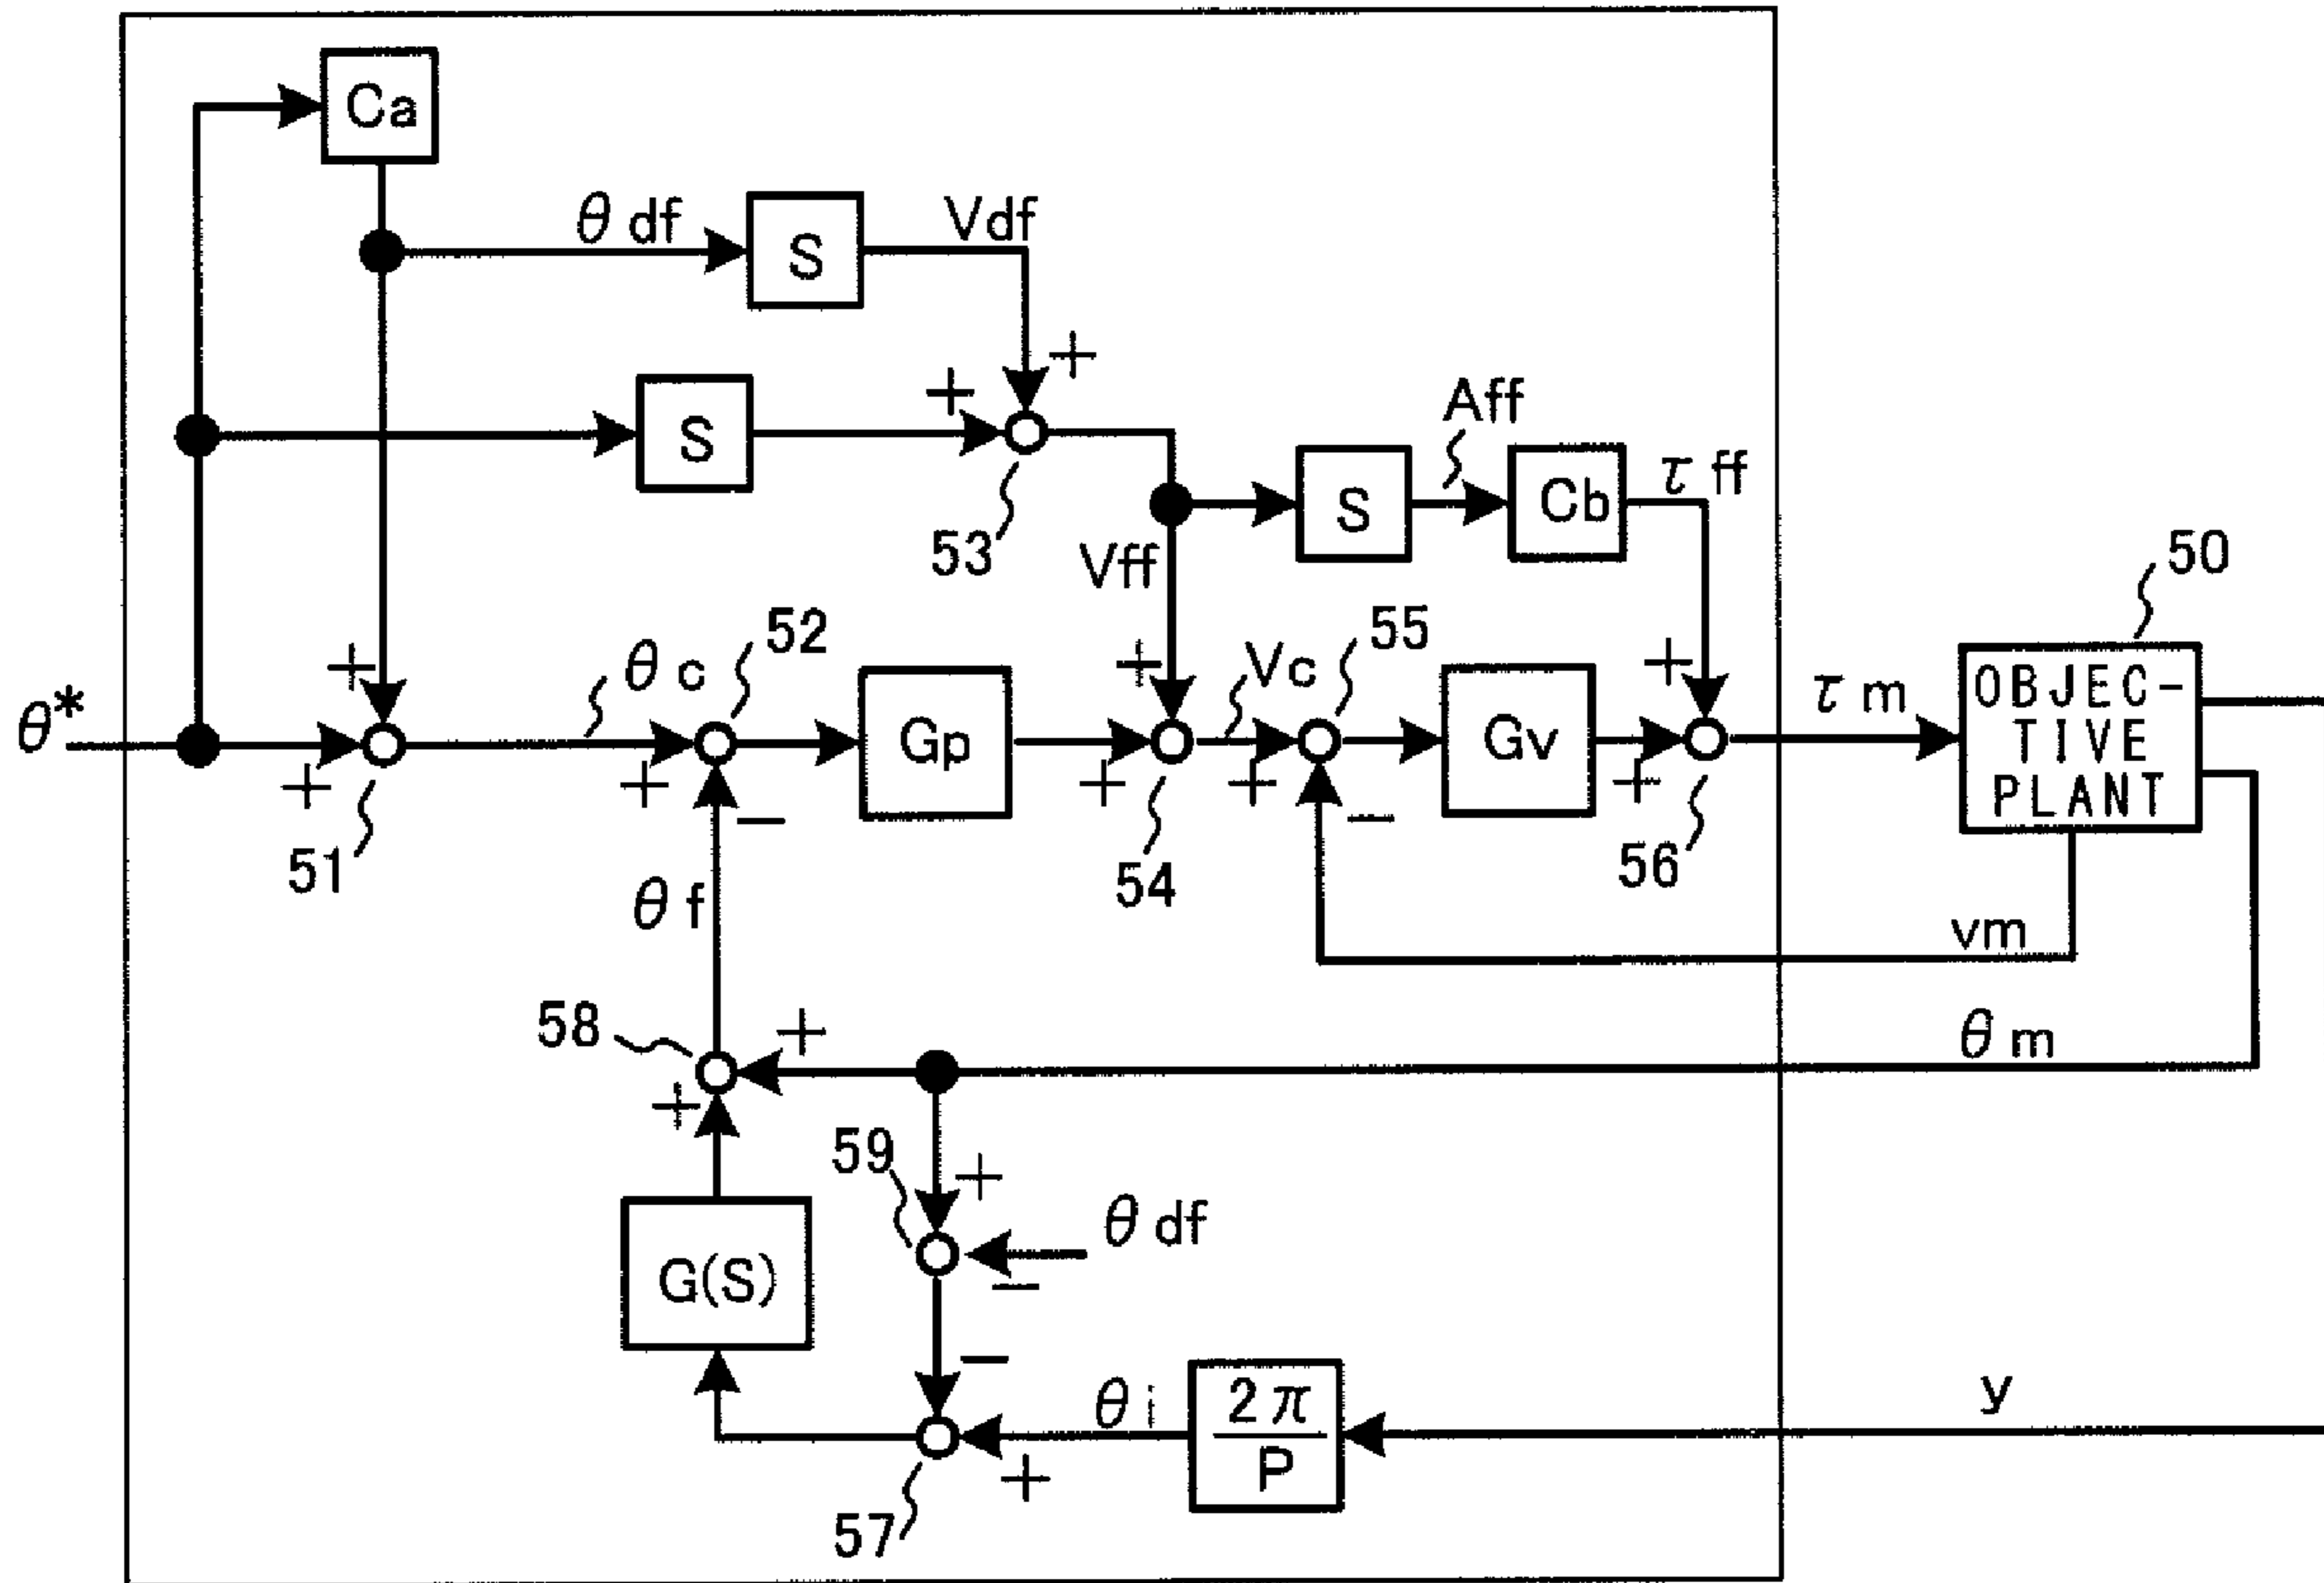 Ca
θ df
S
Vdf
+
+
S
53
Aff
S
Cb
τ ff
Vff
50
OBJEC-
TIVE
PLANT
θ*
+
+
51
θ c
52
+
−
Gp
+
+
54
Vc
55
+
−
Gv
+
+
56
τ m
θ f
vm
58
+
+
θ m
59
+
θ df
−
G(S)
−
θ i
+
2π
P
y
57